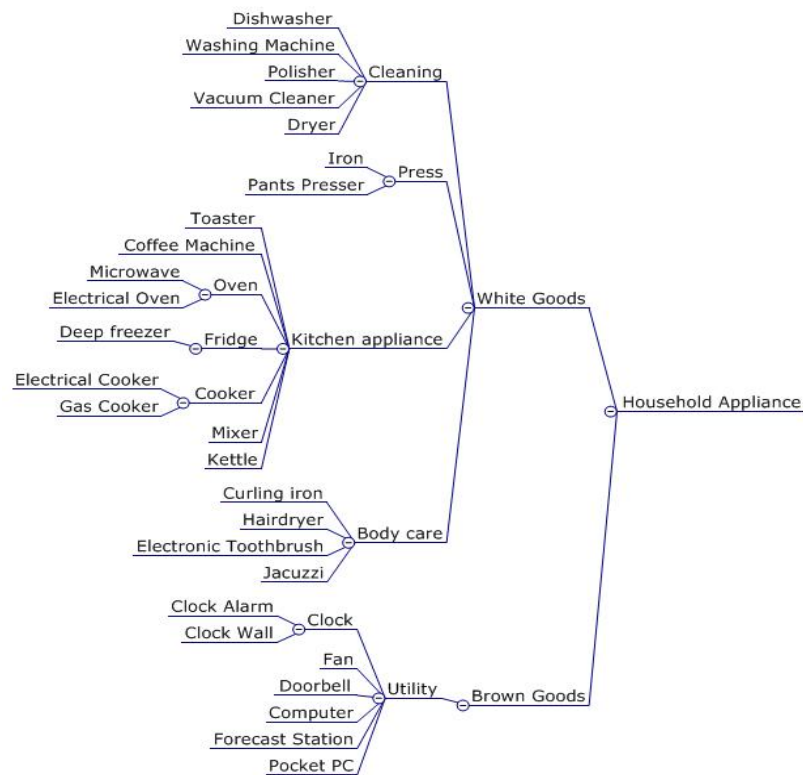 Dishwasher
Washing Machine
Polisher
Cleaning
Vacuum Cleaner
Dryer
Iron
Press
Pants Presser
Toaster
Coffee Machine
Microwave
Oven
Electrical Oven
White Goods
Deep freezer
Fridge
Kitchen appliance
Electrical Cooker
Cooker
Gas Cooker
Household Appliance
Mixer
Kettle
Curling iron
Hairdryer
Body care
Electronic Toothbrush
Jacuzzi
Clock Alarm
Clock
Clock Wall
Fan
Doorbell
Utility
Brown Goods
Computer
Forecast Station
Pocket PC